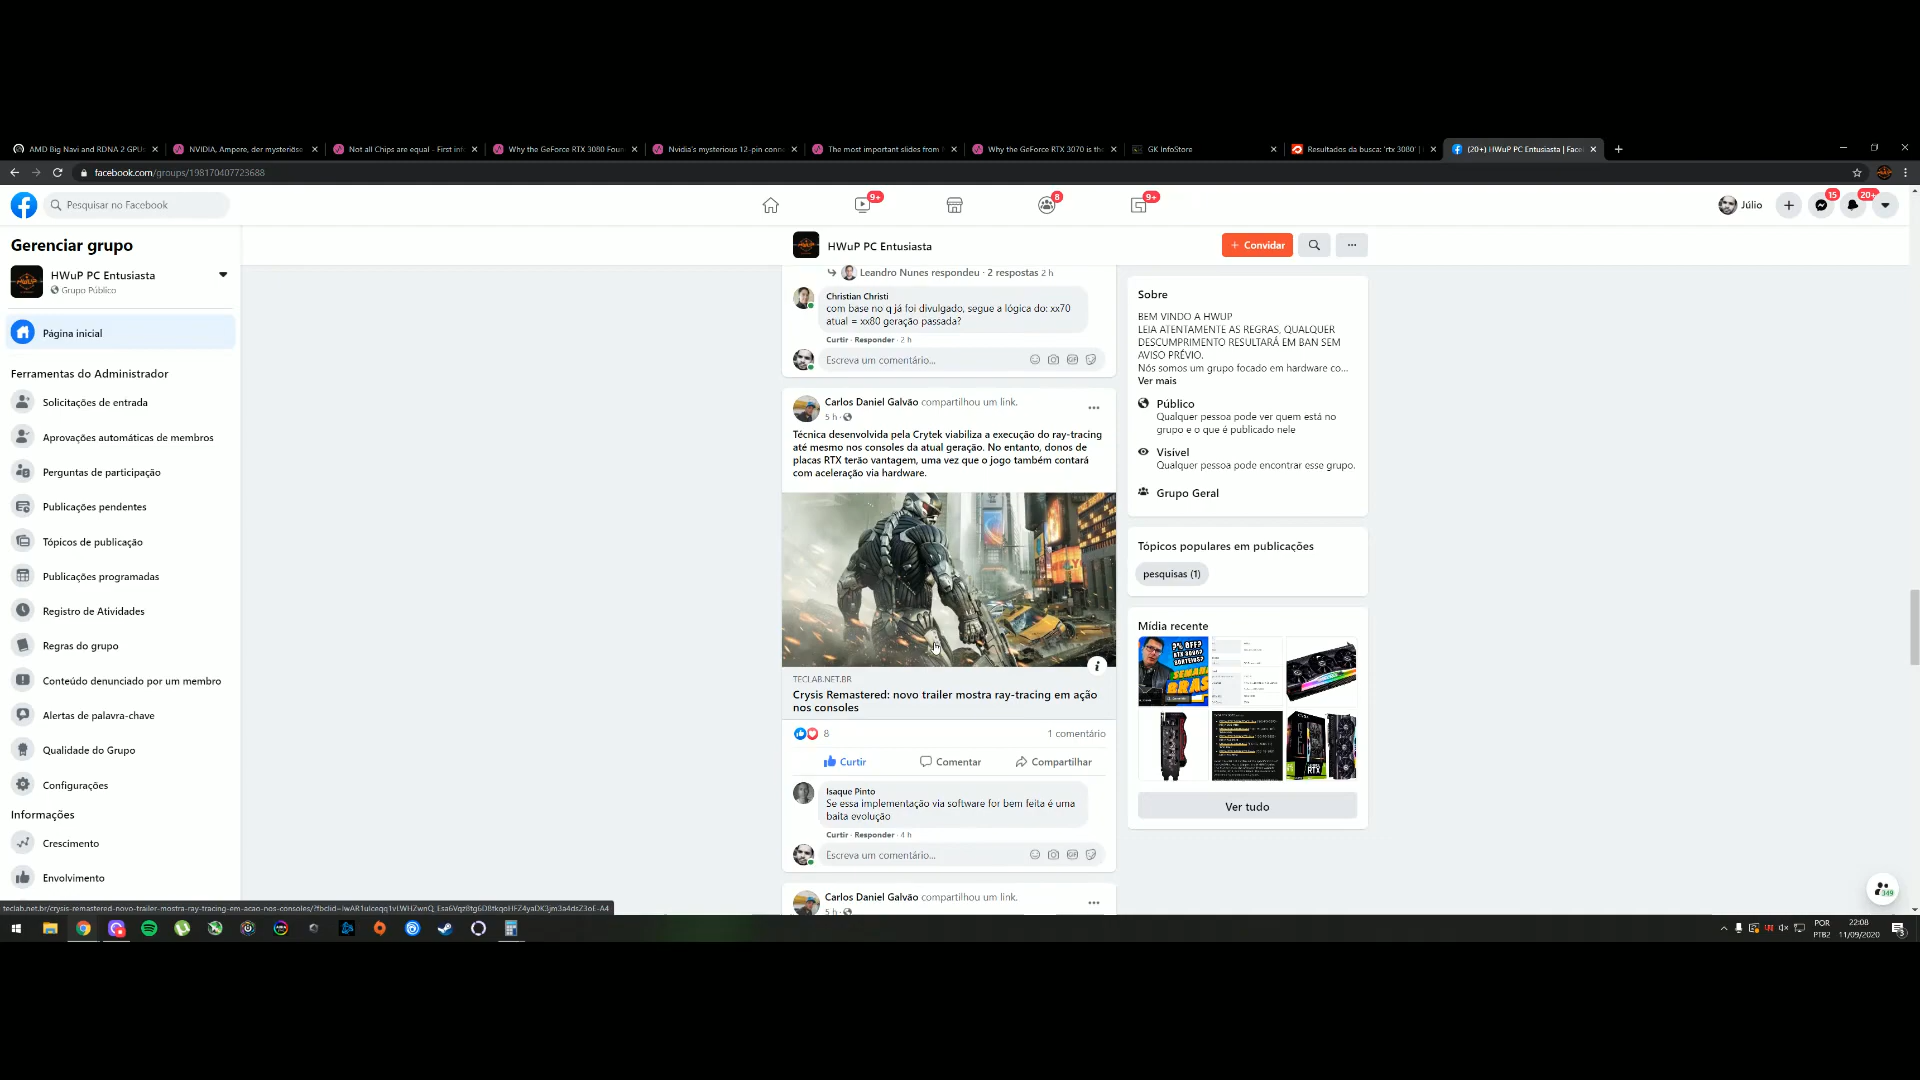 AMD Big Navi and RDNA 2 GPUs
NVIDIA, Ampere, der mysteriöse
Not all Chips are equal - First inf
Why the GeForce RTX 3080 Foun
Nvidia's mysterious 12-pin conn
The most important slides from
Why the GeForce RTX 3070 is the
GK InfoStore
Resultados da busca: 'rtx 3080' |
(20+) HWuP PC Entusiasta | Face
facebook.com/groups/198170407723688
Pesquisar no Facebook
9+
8
9+
Júlio
15
20+
Gerenciar grupo
HWuP PC Entusiasta
Grupo Público
Página inicial
Ferramentas do Administrador
Solicitações de entrada
Aprovações automáticas de membros
Perguntas de participação
Publicações pendentes
Tópicos de publicação
Publicações programadas
Registro de Atividades
Regras do grupo
Conteúdo denunciado por um membro
Alertas de palavra-chave
Qualidade do Grupo
Configurações
Informações
Crescimento
Envolvimento
HWuP PC Entusiasta
+ Convidar
Leandro Nunes respondeu · 2 respostas 2 h
Christian Christi
com base no q já foi divulgado, segue a lógica do: xx70
atual = xx80 geração passada?
Curtir · Responder · 2 h
Escreva um comentário...
Carlos Daniel Galvão compartilhou um link.
5 h ·
Técnica desenvolvida pela Crytek viabiliza a execução do ray-tracing
até mesmo nos consoles da atual geração. No entanto, donos de
placas RTX terão vantagem, uma vez que o jogo também contará
com aceleração via hardware.
TECLAB.NET.BR
Crysis Remastered: novo trailer mostra ray-tracing em ação
nos consoles
8
1 comentário
Curtir
Comentar
Compartilhar
Isaque Pinto
Se essa implementação via software for bem feita é uma
baita evolução
Curtir · Responder · 4 h
Escreva um comentário...
Carlos Daniel Galvão compartilhou um link.
5 h ·
Sobre
BEM VINDO A HWUP
LEIA ATENTAMENTE AS REGRAS, QUALQUER
DESCUMPRIMENTO RESULTARÁ EM BAN SEM
AVISO PRÉVIO.
Nós somos um grupo focado em hardware co...
Ver mais
Público
Qualquer pessoa pode ver quem está no
grupo e o que é publicado nele
Visível
Qualquer pessoa pode encontrar esse grupo.
Grupo Geral
Tópicos populares em publicações
pesquisas (1)
Mídia recente
Ver tudo
349
POR
PTB2
22:08
11/09/2020
3